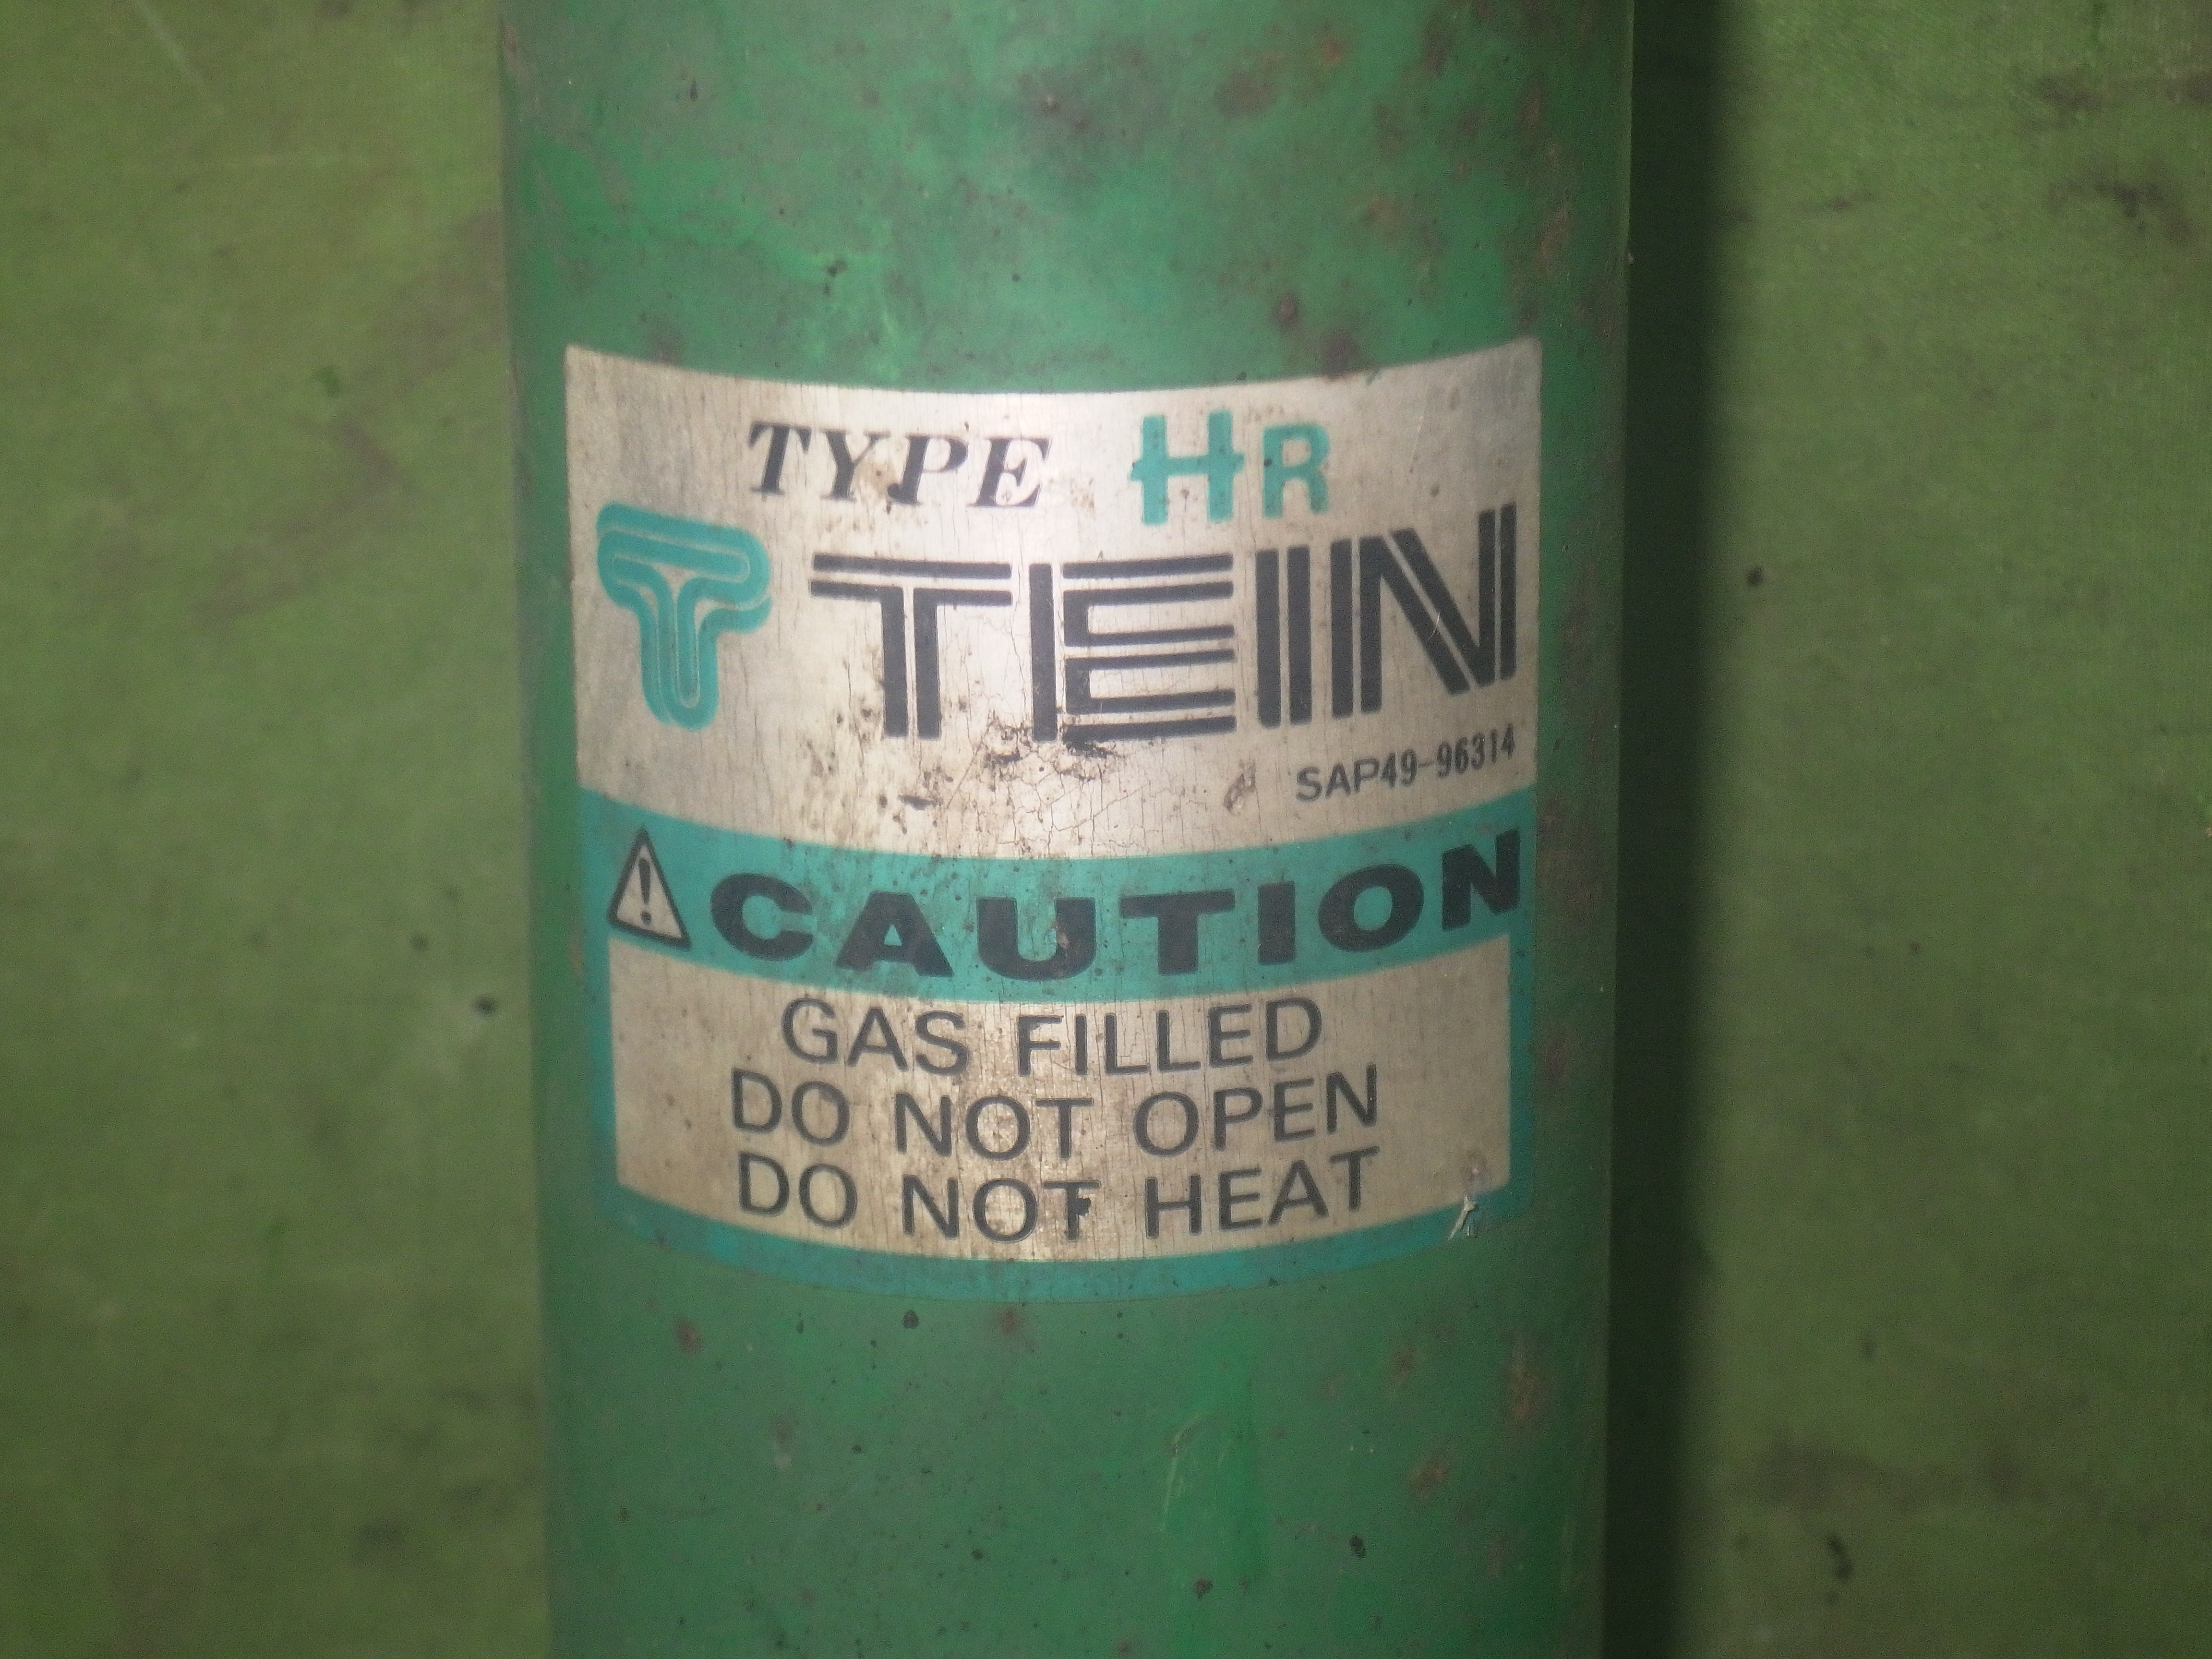 TYPE HR
T TEIN
SAP49-96314
! CAUTION
GAS FILLED
DO NOT OPEN
DO NOT HEAT